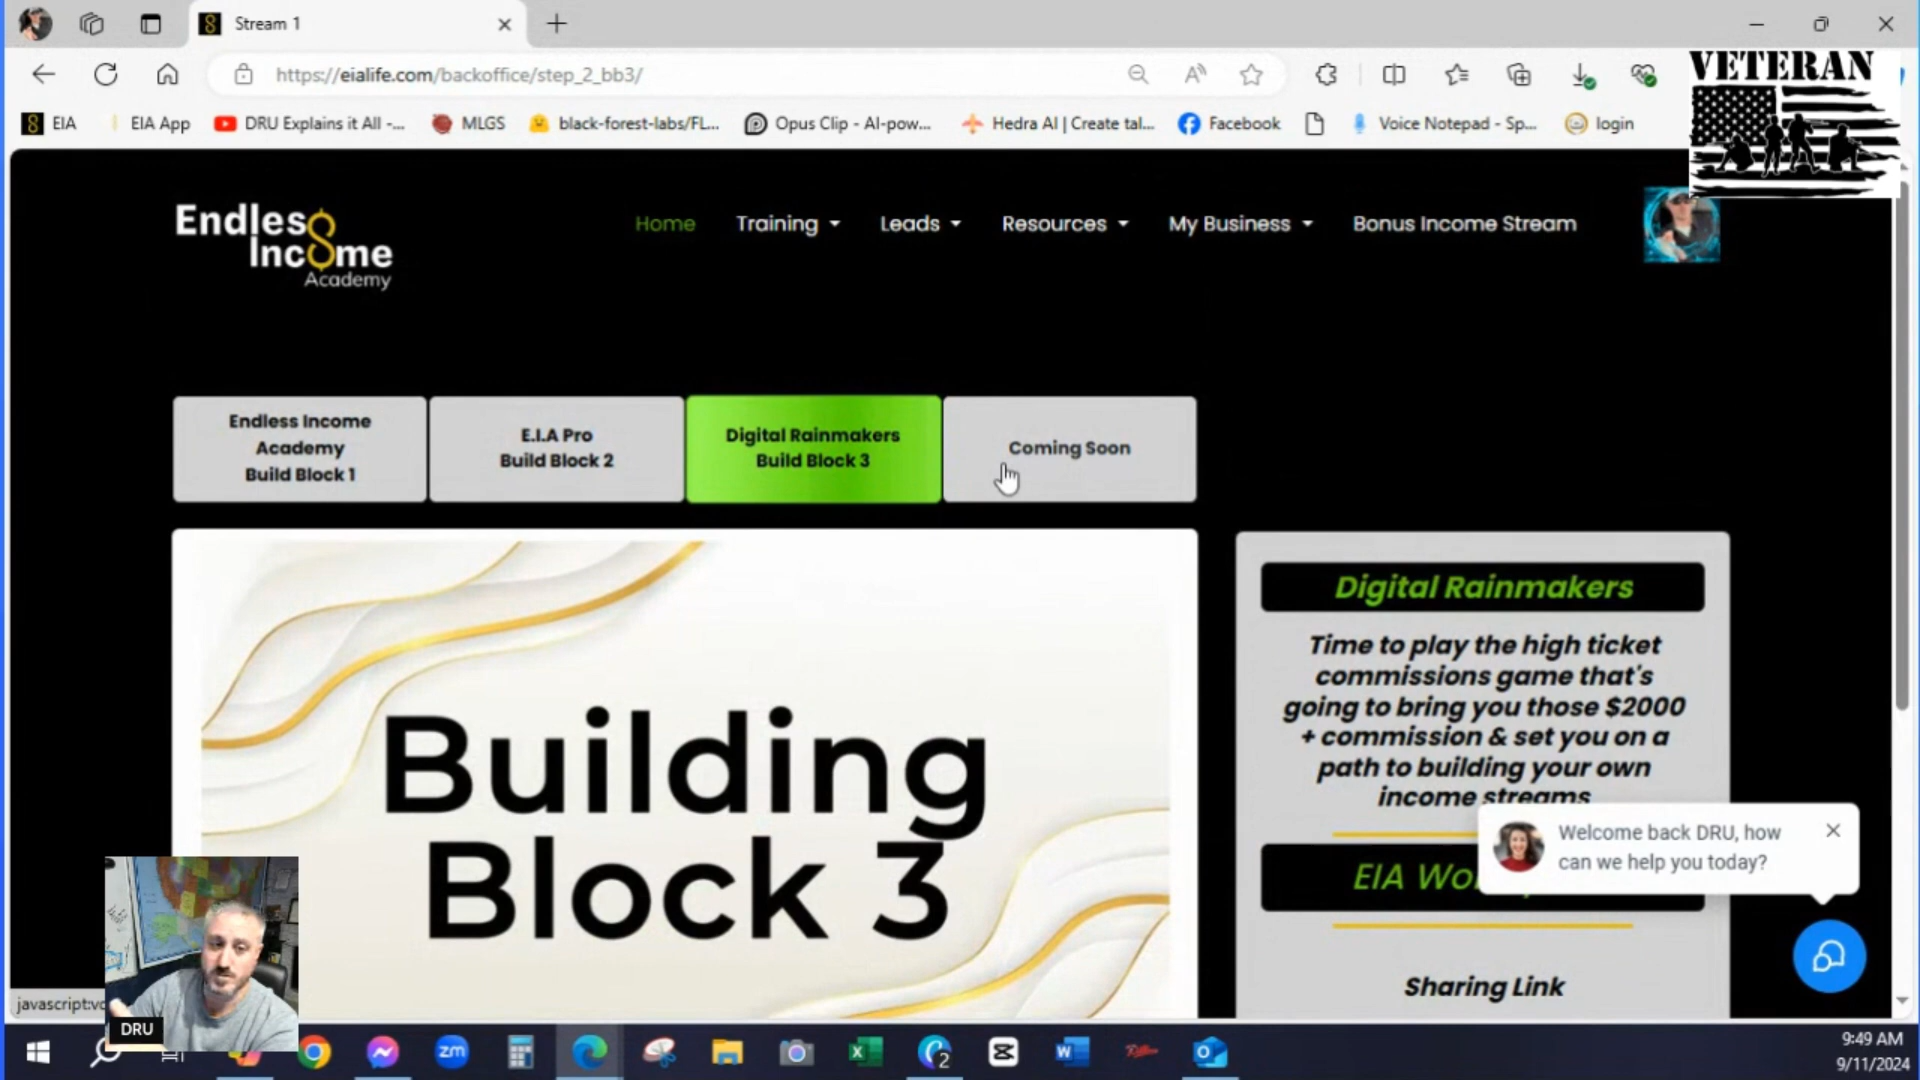 Stream 1
https://eialife.com/backoffice/step_2_bb3/
EIA
EIA App
DRU Explains it All -...
MLGS
black-forest-labs/FL...
Opus Clip - AI-pow...
Hedra AI | Create tal...
Facebook
Voice Notepad - Sp...
login
VETERAN
Endless
Income
Academy
Home
Training
Leads
Resources
My Business
Bonus Income Stream
Endless Income
Academy
Build Block 1
E.I.A Pro
Build Block 2
Digital Rainmakers
Build Block 3
Coming Soon
Building
Block 3
Digital Rainmakers
Time to play the high ticket
commissions game that's
going to bring you those $2000
+ commission & set you on a
path to building your own
income streams
EIA
Welcome back DRU, how
can we help you today?
Sharing Link
DRU
zm
2
9:49 AM
9/11/2024